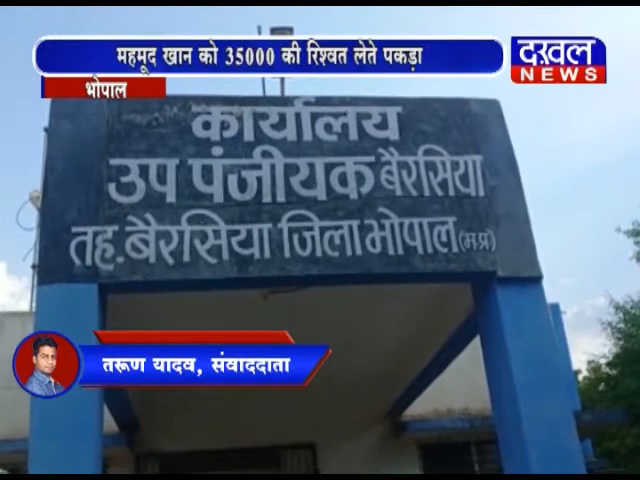 महमूद खान को 35000 की रिश्वत लेते पकड़ा
दखल
NEWS
भोपाल
कार्यालय
उप पंजीयक बैरसिया
तह.बैरसिया जिला भोपाल (म.प्र)
तरूण यादव, संवाददाता